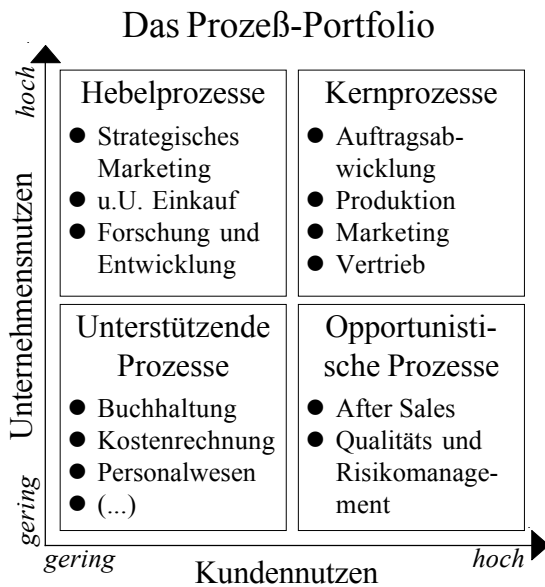 Das Prozeß-Portfolio
hoch
Unternehmensnutzen
gering
Hebelprozesse
● Strategisches
Marketing
● u.U. Einkauf
● Forschung und
Entwicklung
Kernprozesse
● Auftragsab-
wicklung
● Produktion
● Marketing
● Vertrieb
Unterstützende
Prozesse
● Buchhaltung
● Kostenrechnung
● Personalwesen
● (...)
Opportunisti-
sche Prozesse
● After Sales
● Qualitäts und
Risikomanage-
ment
gering
Kundennutzen
hoch